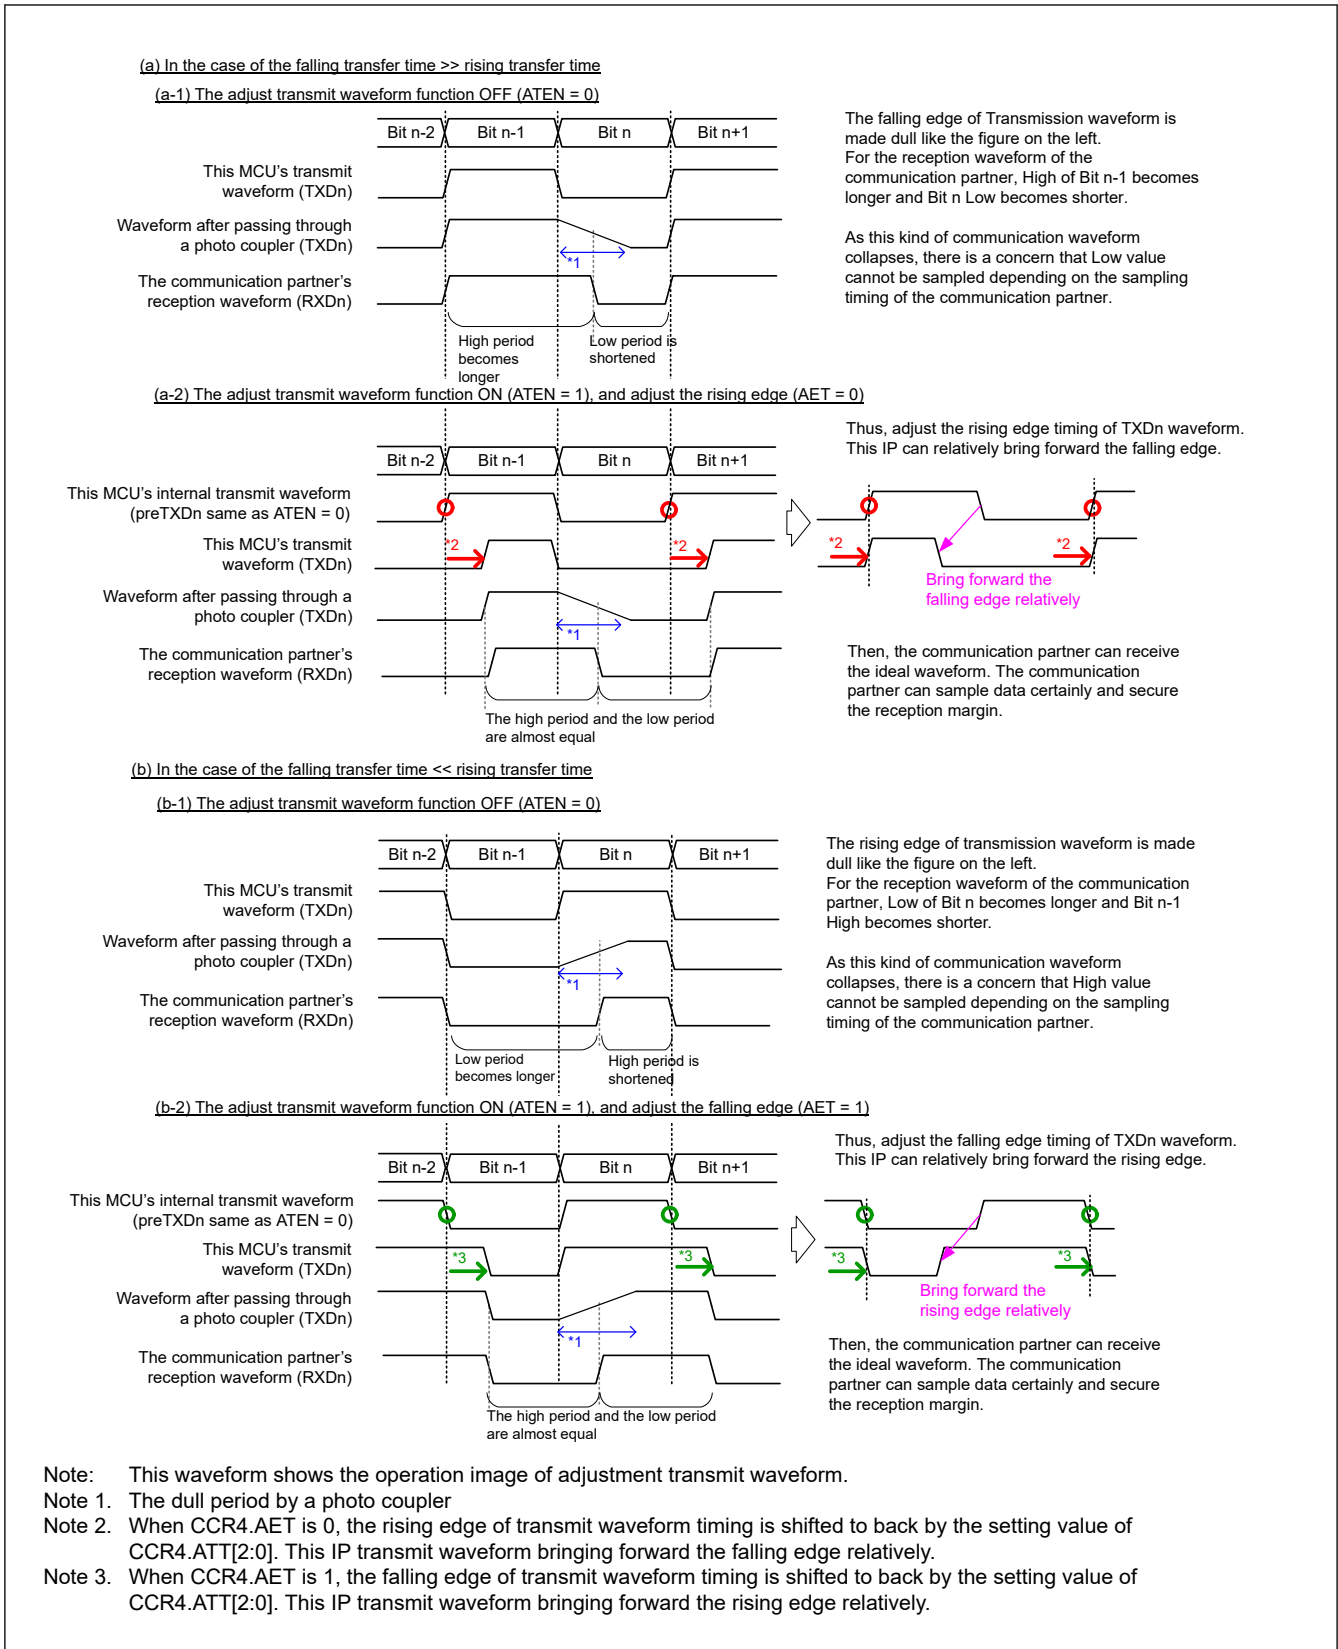 (a) In the case of the falling transfer time >> rising transfer time
(a-1) The adjust transmit waveform function OFF (ATEN = 0)
Bit n-2 Bit n-1 Bit n Bit n+1
This MCU's transmit
waveform (TXDn)
Waveform after passing through
a photo coupler (TXDn)
*1
The communication partner's
reception waveform (RXDn)
High period
becomes
longer
Low period is
shortened
The falling edge of Transmission waveform is
made dull like the figure on the left.
For the reception waveform of the
communication partner, High of Bit n-1 becomes
longer and Bit n Low becomes shorter.
As this kind of communication waveform
collapses, there is a concern that Low value
cannot be sampled depending on the sampling
timing of the communication partner.
(a-2) The adjust transmit waveform function ON (ATEN = 1), and adjust the rising edge (AET = 0)
Bit n-2 Bit n-1 Bit n Bit n+1
This MCU's internal transmit waveform
(preTXDn same as ATEN = 0)
This MCU's transmit
waveform (TXDn)
*2 *2
Waveform after passing through a
photo coupler (TXDn)
*1
The communication partner's
reception waveform (RXDn)
The high period and the low period
are almost equal
Thus, adjust the rising edge timing of TXDn waveform.
This IP can relatively bring forward the falling edge.
*2 *2
Bring forward the
falling edge relatively
Then, the communication partner can receive
the ideal waveform. The communication
partner can sample data certainly and secure
the reception margin.
(b) In the case of the falling transfer time << rising transfer time
(b-1) The adjust transmit waveform function OFF (ATEN = 0)
Bit n-2 Bit n-1 Bit n Bit n+1
This MCU's transmit
waveform (TXDn)
Waveform after passing through a
photo coupler (TXDn)
*1
The communication partner's
reception waveform (RXDn)
Low period
becomes longer
High period is
shortened
The rising edge of transmission waveform is made
dull like the figure on the left.
For the reception waveform of the communication
partner, Low of Bit n becomes longer and Bit n-1
High becomes shorter.
As this kind of communication waveform
collapses, there is a concern that High value
cannot be sampled depending on the sampling
timing of the communication partner.
(b-2) The adjust transmit waveform function ON (ATEN = 1), and adjust the falling edge (AET = 1)
Bit n-2 Bit n-1 Bit n Bit n+1
This MCU's internal transmit waveform
(preTXDn same as ATEN = 0)
This MCU's transmit
waveform (TXDn)
*3 *3
Waveform after passing through
a photo coupler (TXDn)
*1
The communication partner's
reception waveform (RXDn)
The high period and the low period
are almost equal
Thus, adjust the falling edge timing of TXDn waveform.
This IP can relatively bring forward the rising edge.
*3 *3
Bring forward the
rising edge relatively
Then, the communication partner can receive
the ideal waveform. The communication
partner can sample data certainly and secure
the reception margin.
Note: This waveform shows the operation image of adjustment transmit waveform.
Note 1. The dull period by a photo coupler
Note 2. When CCR4.AET is 0, the rising edge of transmit waveform timing is shifted to back by the setting value of
CCR4.ATT[2:0]. This IP transmit waveform bringing forward the falling edge relatively.
Note 3. When CCR4.AET is 1, the falling edge of transmit waveform timing is shifted to back by the setting value of
CCR4.ATT[2:0]. This IP transmit waveform bringing forward the rising edge relatively.